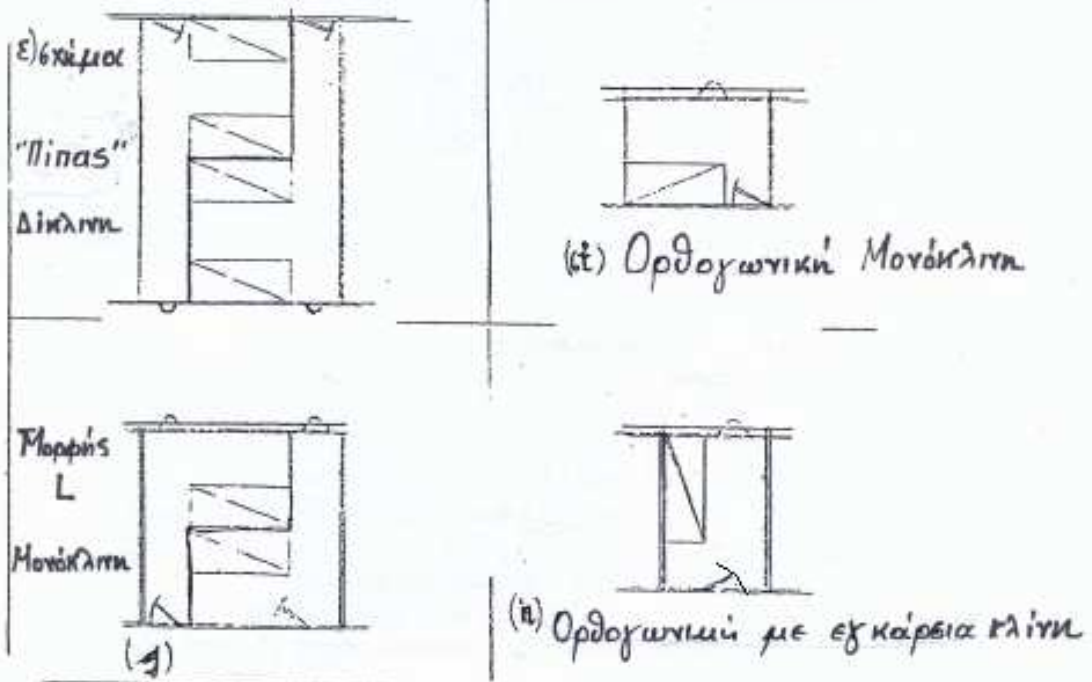 ε) σχήμα
"Πίπας"
Δίκλινη
(στ) Ορθογωνική Μονόκλινη
Μορφής
L
Μονόκλινη
(η) Ορθογωνική με εγκάρσια κλίνη